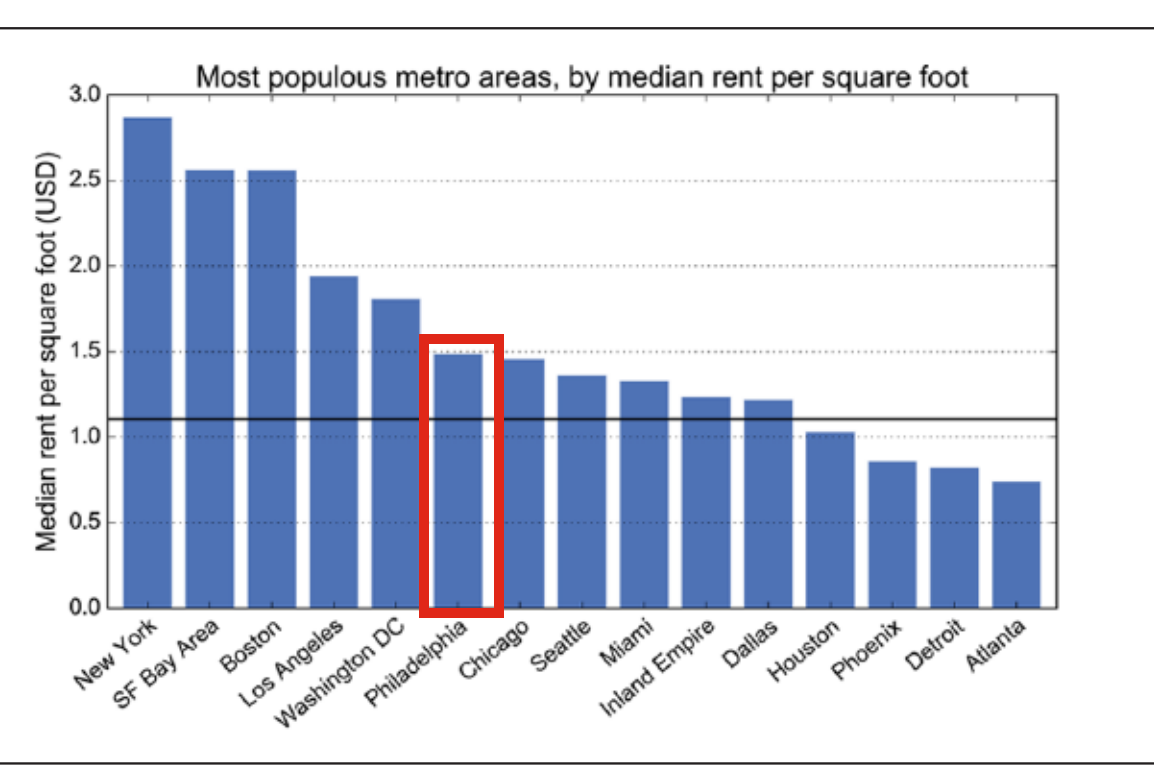 Most populous metro areas, by median rent per square foot
Median rent per square foot (USD)
3.0
2.5
2.0
1.5
1.0
0.5
0.0
New York
SF Bay Area
Boston
Los Angeles
Washington DC
Philadelphia
Chicago
Seattle
Miami
Inland Empire
Dallas
Houston
Phoenix
Detroit
Atlanta